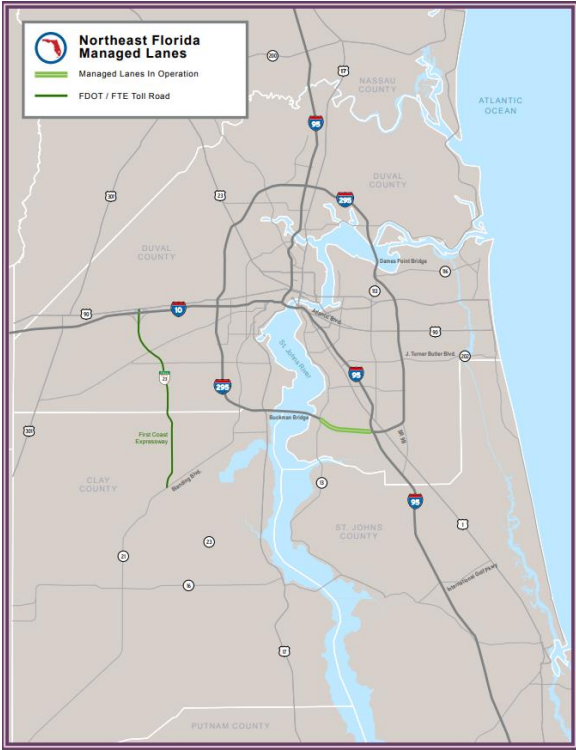 Northeast Florida
Managed Lanes
Managed Lanes In Operation
FDOT / FTE Toll Road
200
17
NASSAU
COUNTY
ATLANTIC
OCEAN
95
DUVAL
COUNTY
301
23
295
DUVAL
COUNTY
Dames Point Bridge
116
113
90
10
Atlantic Blvd.
90
St. Johns River
J. Turner Butler Blvd.
202
23
295
95
301
First Coast
Expressway
Buckman Bridge
CLAY
COUNTY
Blanding Blvd.
13
95
1
ST. JOHNS
COUNTY
21
23
16
International Golf Pkwy
17
PUTNAM COUNTY